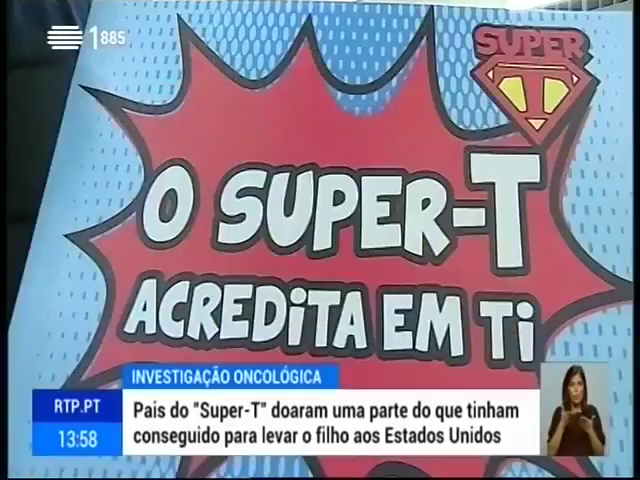 1885
SUPER
T
O SUPER-T
ACREDiTA EM Ti
INVESTIGAÇÃO ONCOLÓGICA
RTP.PT
13:58
Pais do "Super-T" doaram uma parte do que tinham
conseguido para levar o filho aos Estados Unidos